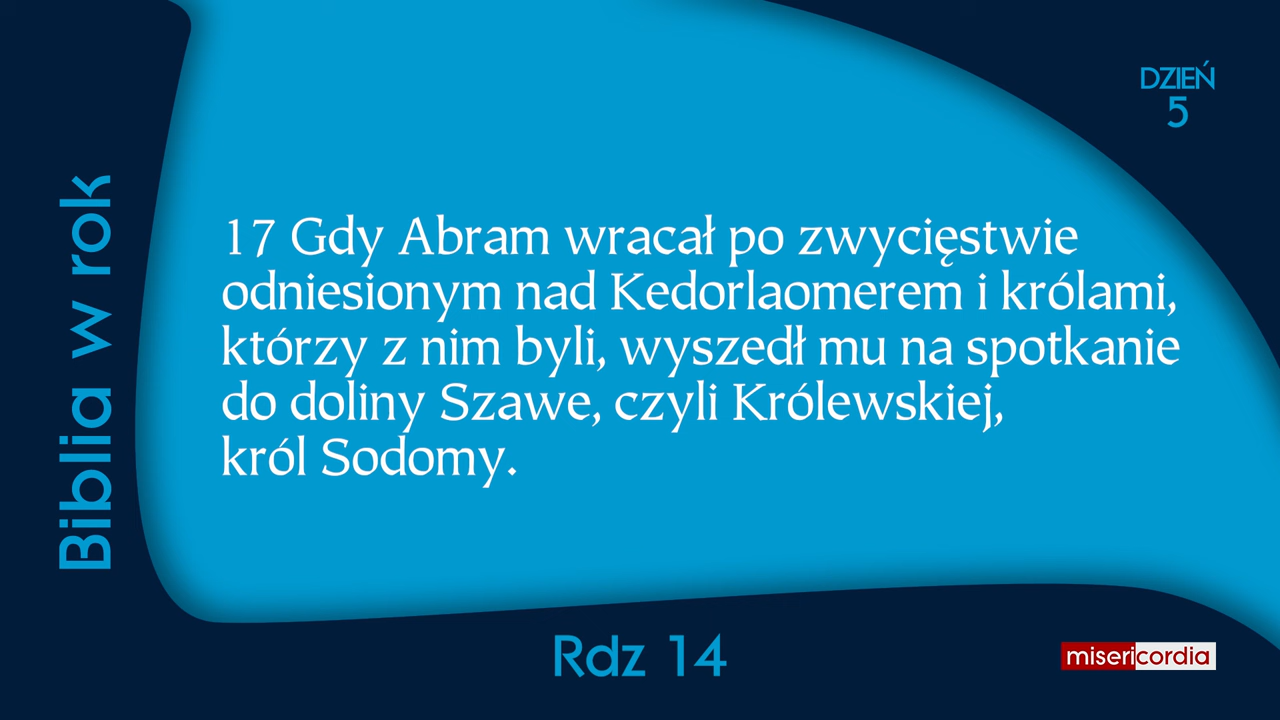 DZIEŃ
5
Biblia w rok
17 Gdy Abram wracał po zwycięstwie
odniesionym nad Kedorlaomerem i królami,
którzy z nim byli, wyszedł mu na spotkanie
do doliny Szawe, czyli Królewskiej,
król Sodomy.
Rdz 14
misericordia